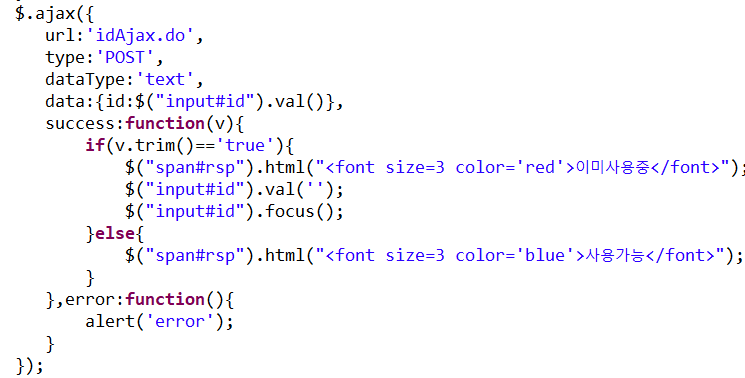 $.ajax({
url:'idAjax.do',
type:'POST',
dataType:'text',
data:{id:$("input#id").val()},
success:function(v){
if(v.trim()=='true'){
$("span#rsp").html("<font size=3 color='red'>이미사용중</font>");
$("input#id").val('');
$("input#id").focus();
}else{
$("span#rsp").html("<font size=3 color='blue'>사용가능</font>");
}
},error:function(){
alert('error');
}
});